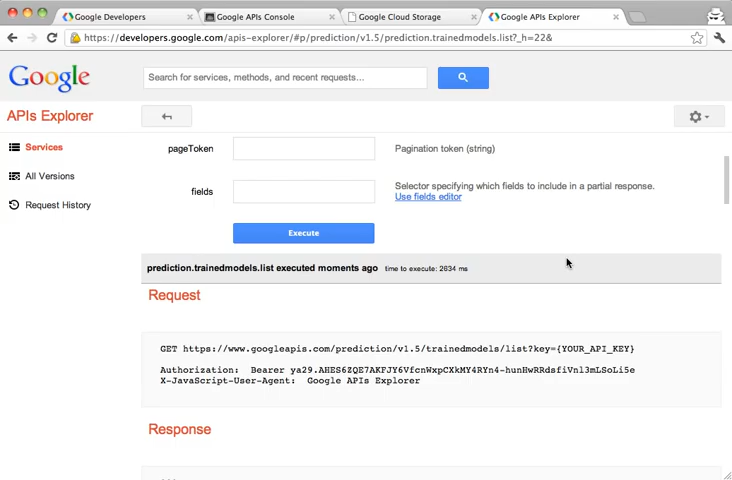 Google Developers
Google APIs Console
Google Cloud Storage
Google APIs Explorer
https://developers.google.com/apis-explorer/#p/prediction/v1.5/prediction.trainedmodels.list?_h=22&
Google
Search for services, methods, and recent requests...
APIs Explorer
Services
All Versions
Request History
pageToken
Pagination token (string)
fields
Selector specifying which fields to include in a partial response.
Use fields editor
Execute
prediction.trainedmodels.list executed moments ago time to execute: 2634 ms
Request
GET https://www.googleapis.com/prediction/v1.5/trainedmodels/list?key={YOUR_API_KEY}
Authorization: Bearer ya29.AHES6ZQE7AKFJY6VfcnWxpCXkMY4RYn4-hunHwRRdsfiVnl3mLSoLi5e
X-JavaScript-User-Agent: Google APIs Explorer
Response